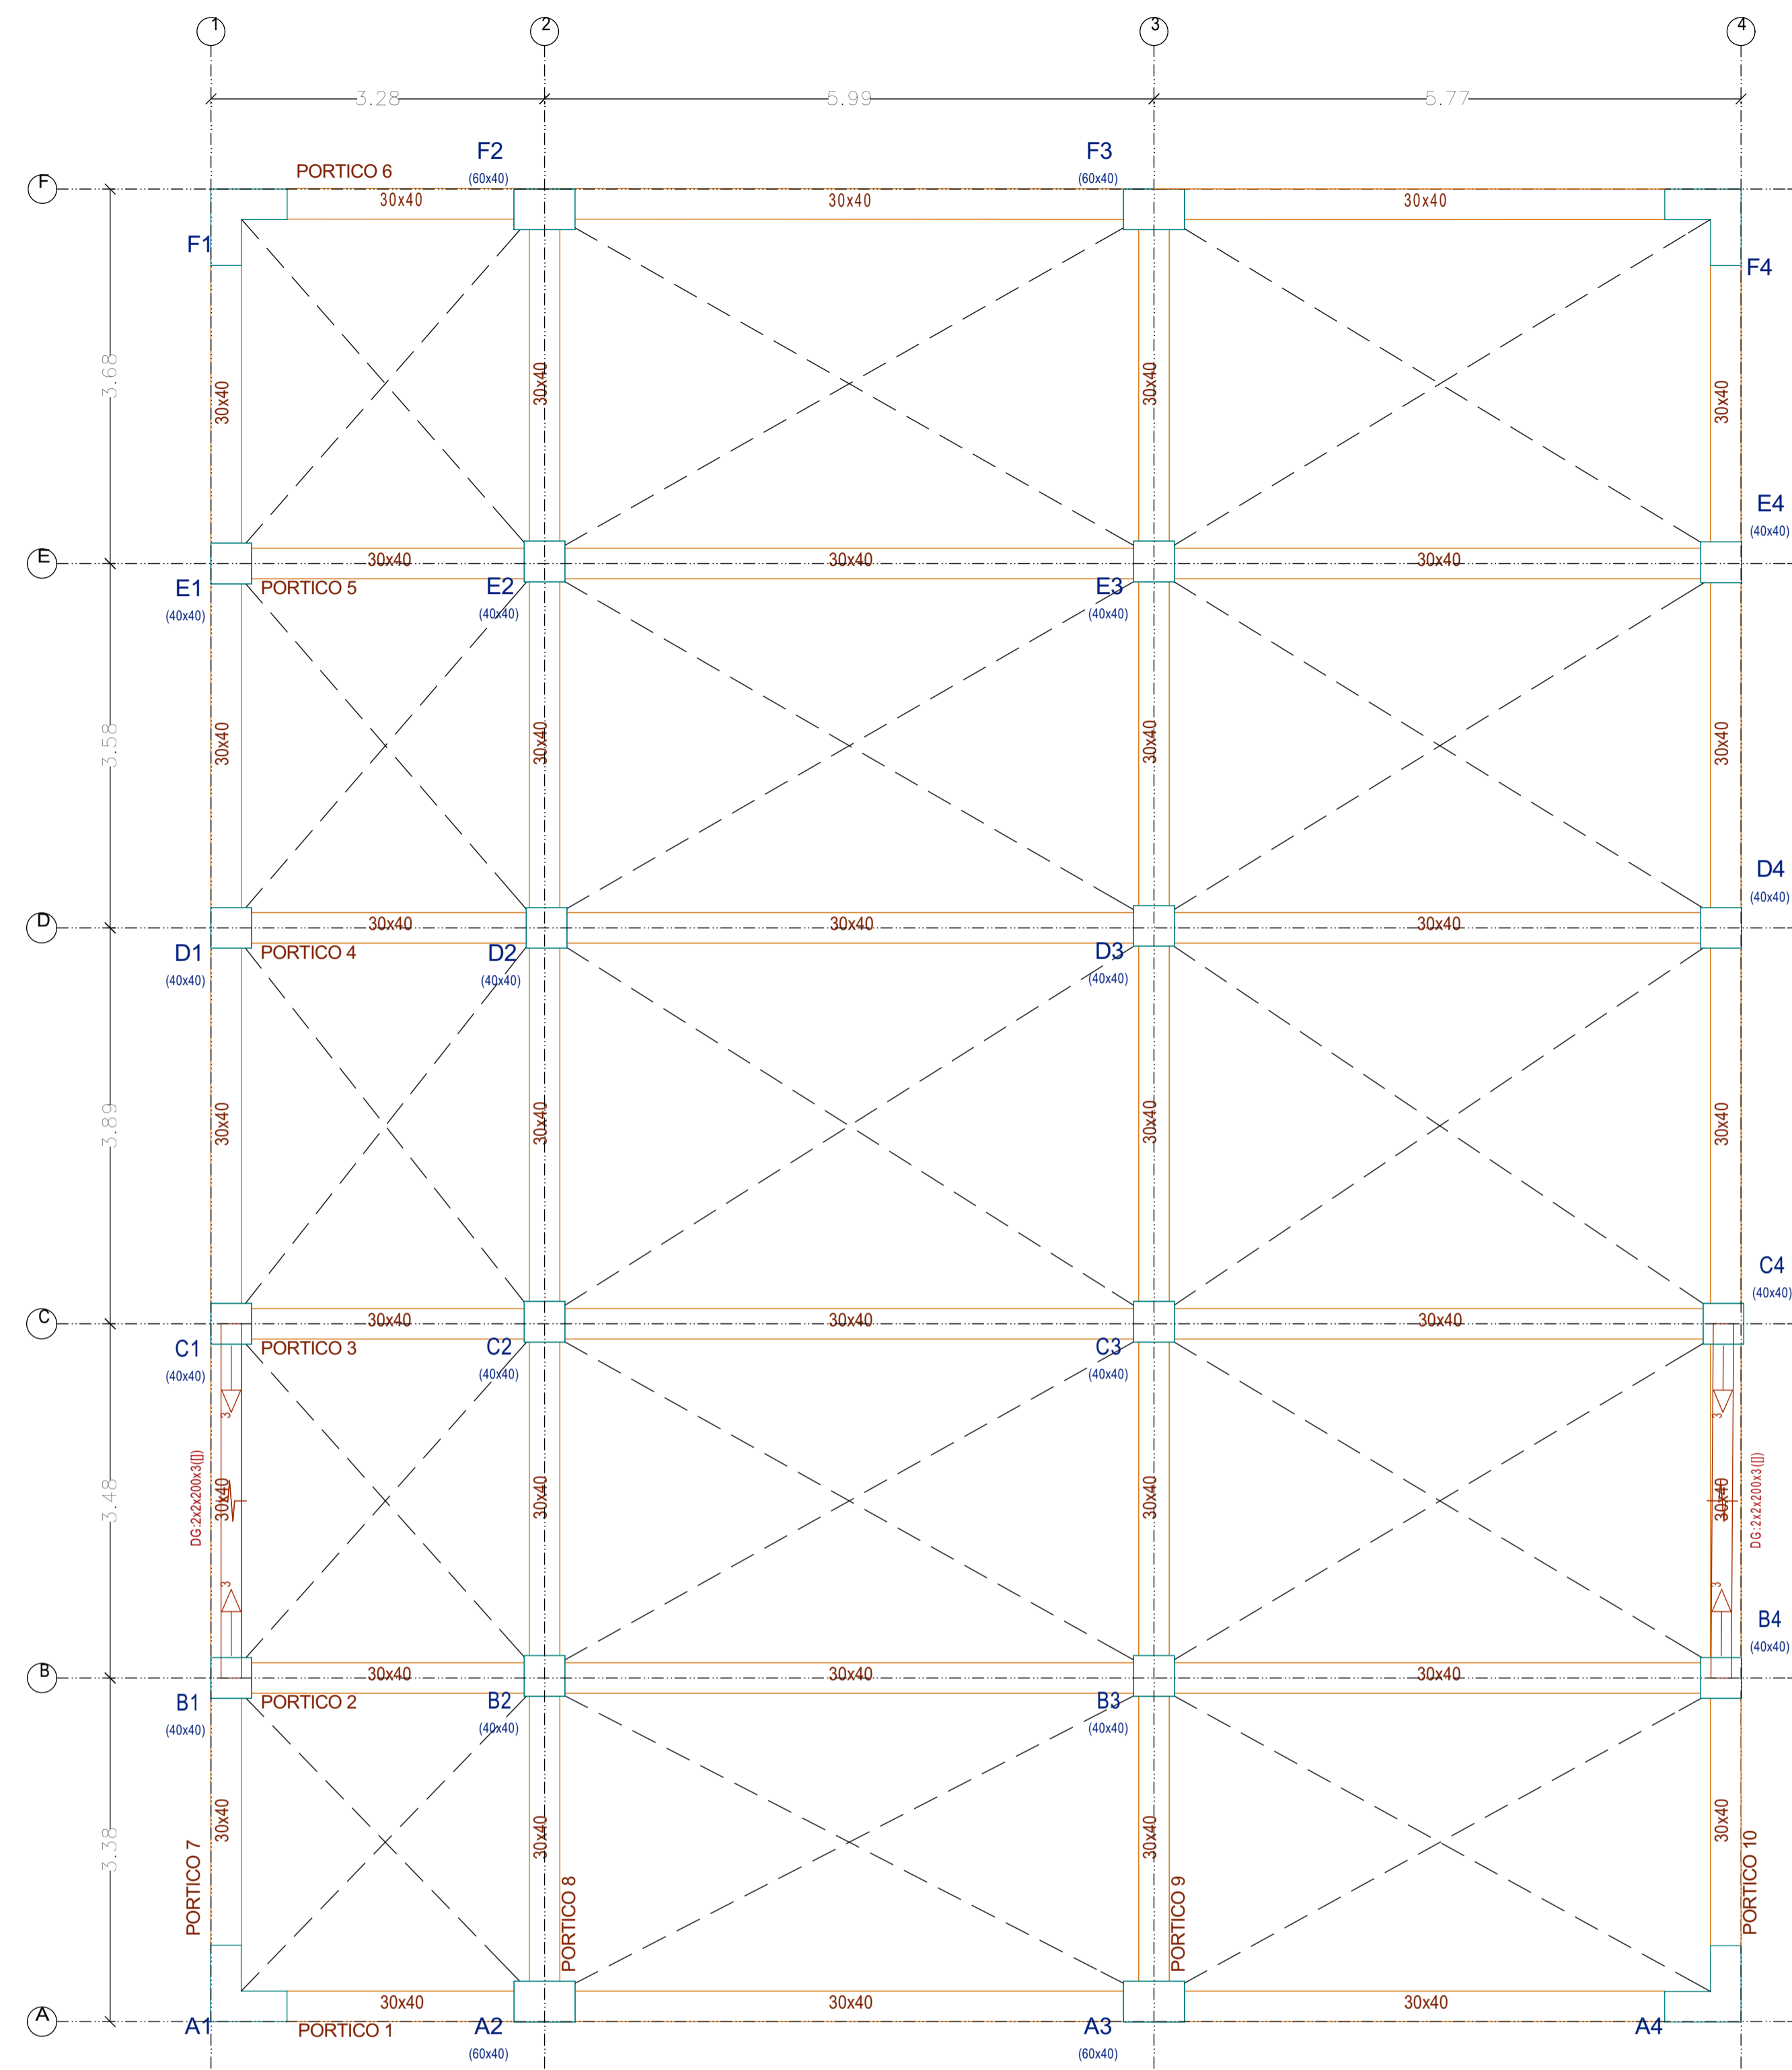 1 2 3 4
3.28 5.99 5.77
F2 F3
PORTICO 6 (60x40) (60x40)
F
30x40 30x40 30x40
F1 F4
3.68
30x40 30x40 30x40 30x40
E4
(40x40)
E
30x40 30x40 30x40
E1 PORTICO 5 E2 E3
(40x40) (40x40) (40x40)
3.58
30x40 30x40 30x40 30x40
D4
(40x40)
D
30x40 30x40 30x40
D1 PORTICO 4 D2 D3
(40x40) (40x40) (40x40)
3.89
30x40 30x40 30x40 30x40
C4
(40x40)
C
30x40 30x40 30x40
C1 PORTICO 3 C2 C3
(40x40) (40x40) (40x40)
3 3
3.48
DG:2x2x200x3([])
30x40 30x40 30x40 30x40
DG:2x2x200x3([])
3 3
B4
(40x40)
B
30x40 30x40 30x40
B1 PORTICO 2 B2 B3
(40x40) (40x40) (40x40)
3.38
30x40 30x40 30x40 30x40
PORTICO 7 PORTICO 8 PORTICO 9 PORTICO 10
30x40 30x40 30x40
A
A1 PORTICO 1 A2 A3 A4
(60x40) (60x40)